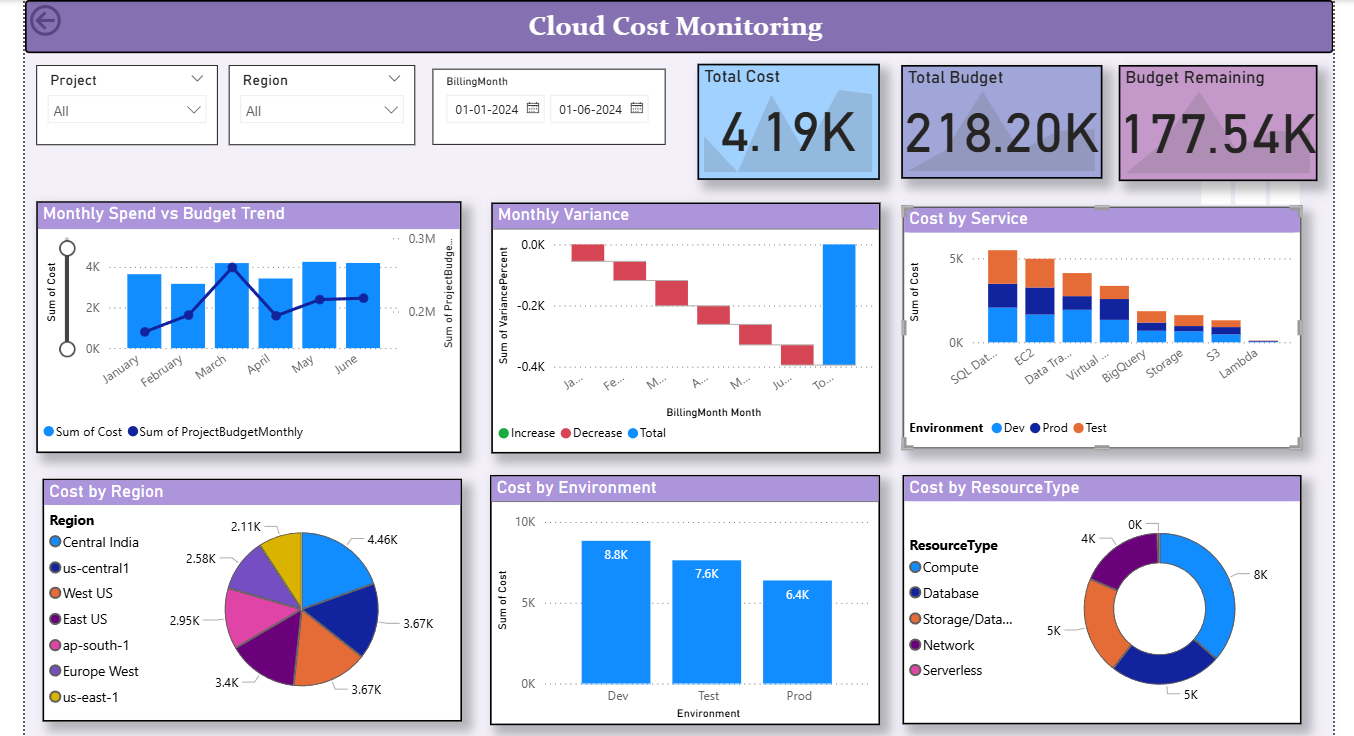 Cloud Cost Monitoring
Project
All
Region
All
BillingMonth
01-01-2024
01-06-2024
Total Cost
4.19K
Total Budget
218.20K
Budget Remaining
177.54K
Monthly Spend vs Budget Trend
Sum of Cost
4K
2K
0K
0.3M
0.2M
Sum of ProjectBudge...
January
February
March
April
May
June
Sum of Cost
Sum of ProjectBudgetMonthly
Monthly Variance
Sum of VariancePercent
0.0K
-0.2K
-0.4K
Ja...
Fe...
M...
A...
M...
Ju...
To...
BillingMonth Month
Increase
Decrease
Total
Cost by Service
Sum of Cost
5K
0K
SQL Dat...
EC2
Data Tra...
Virtual ...
BigQuery
Storage
S3
Lambda
Environment
Dev
Prod
Test
Cost by Region
Region
Central India
us-central1
West US
East US
ap-south-1
Europe West
us-east-1
4.46K
3.67K
3.67K
3.4K
2.95K
2.58K
2.11K
Cost by Environment
Sum of Cost
10K
5K
0K
8.8K
7.6K
6.4K
Dev
Test
Prod
Environment
Cost by ResourceType
ResourceType
Compute
Database
Storage/Data...
Network
Serverless
0K
4K
8K
5K
5K